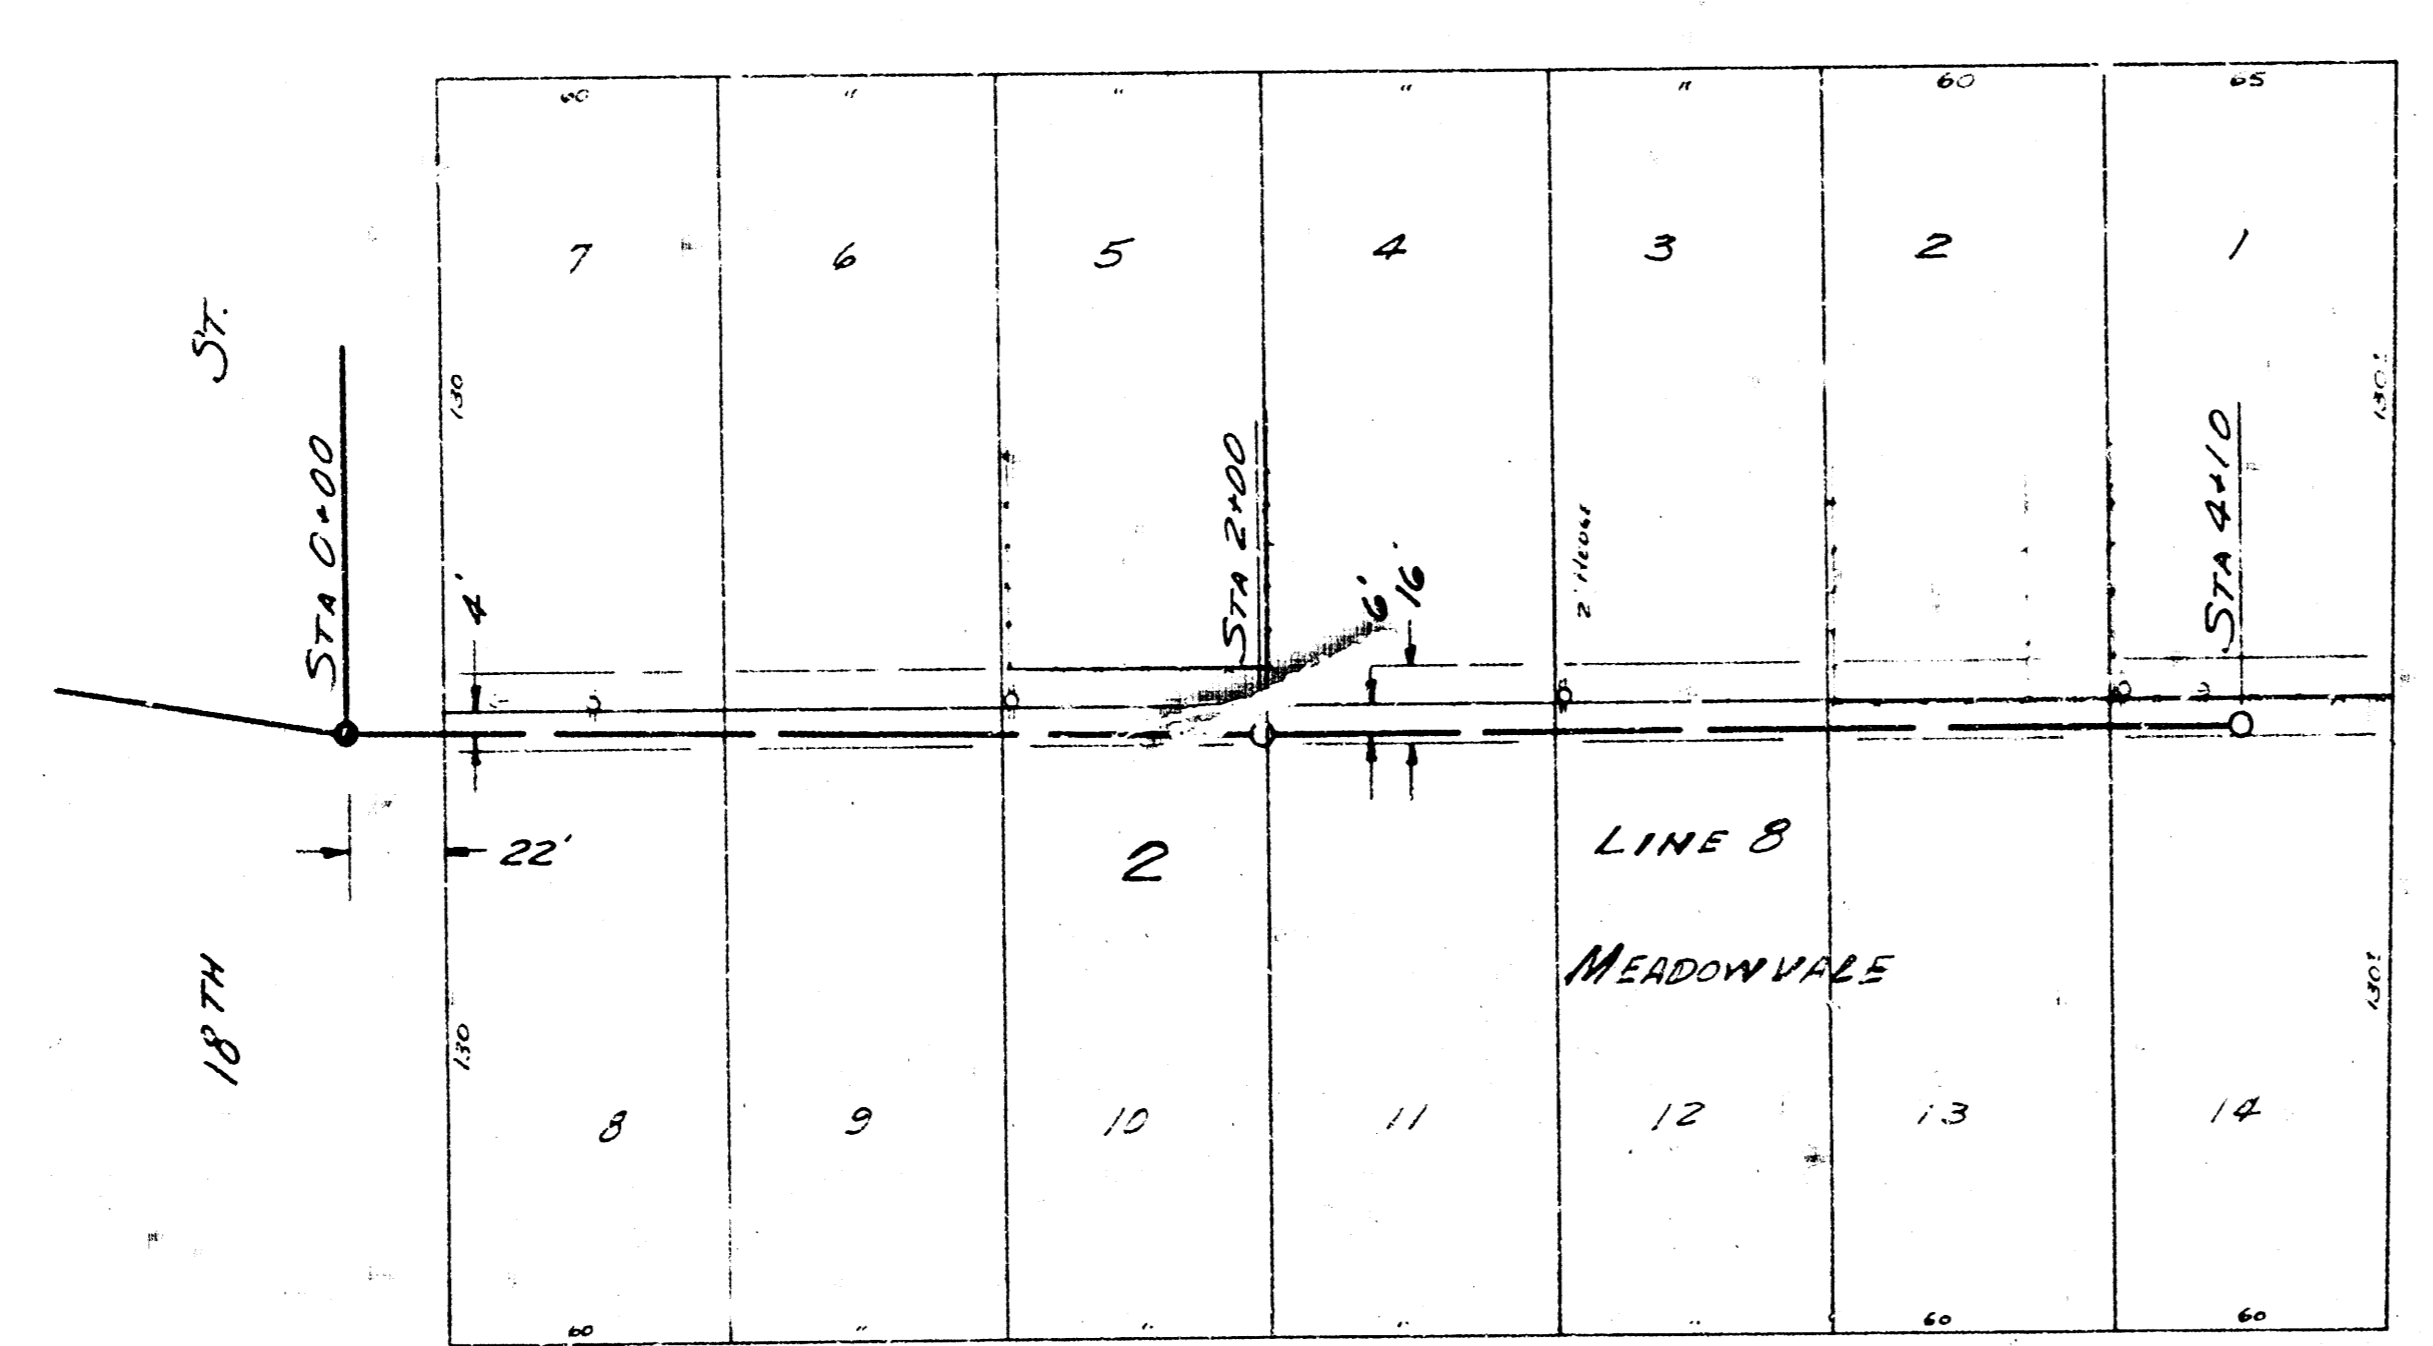 60 " " " " 60 65
7 6 5 4 3 2 1
ST.
130
130±
STA 0+00
STA 2+00
STA 4+10
4'
6'
16'
2' HEDGE
22'
2
LINE 8
MEADOWVALE
18TH
130
130±
8 9 10 11 12 13 14
60 " " " " 60 60